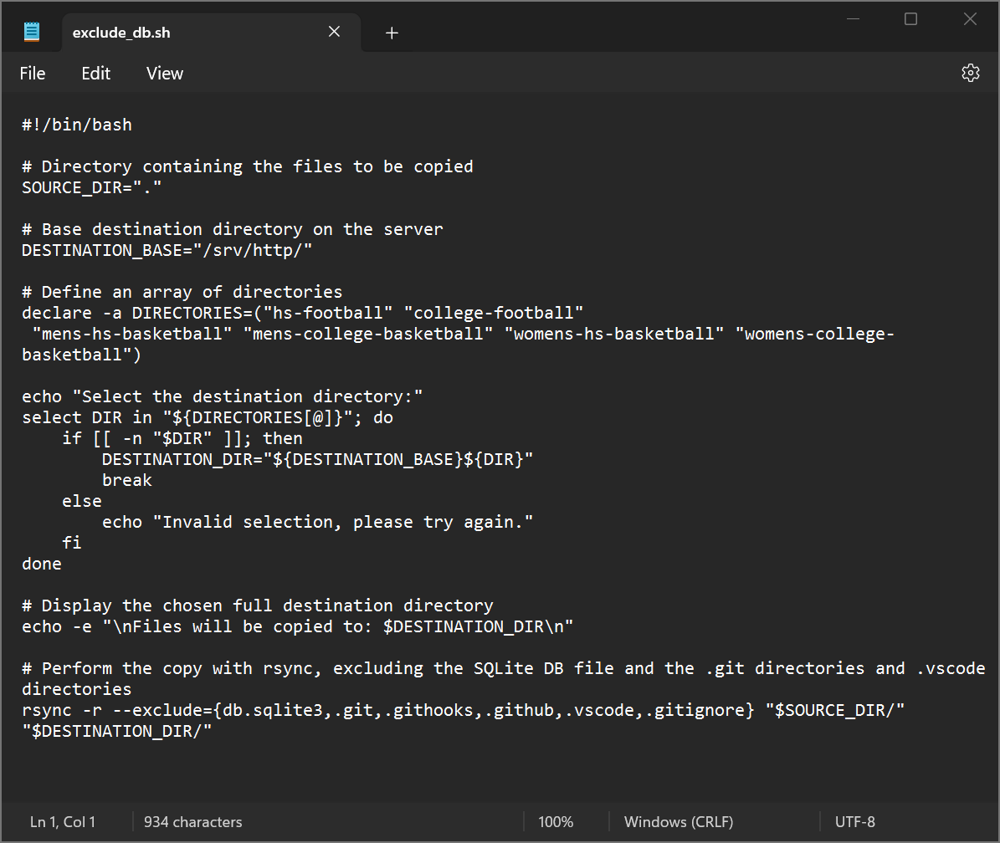 exclude_db.sh
File Edit View
#!/bin/bash
# Directory containing the files to be copied
SOURCE_DIR="."
# Base destination directory on the server
DESTINATION_BASE="/srv/http/"
# Define an array of directories
declare -a DIRECTORIES=("hs-football" "college-football"
 "mens-hs-basketball" "mens-college-basketball" "womens-hs-basketball" "womens-college-
basketball")
echo "Select the destination directory:"
select DIR in "${DIRECTORIES[@]}"; do
    if [[ -n "$DIR" ]]; then
        DESTINATION_DIR="${DESTINATION_BASE}${DIR}"
        break
    else
        echo "Invalid selection, please try again."
    fi
done
# Display the chosen full destination directory
echo -e "\nFiles will be copied to: $DESTINATION_DIR\n"
# Perform the copy with rsync, excluding the SQLite DB file and the .git directories and .vscode
directories
rsync -r --exclude={db.sqlite3,.git,.githooks,.github,.vscode,.gitignore} "$SOURCE_DIR/"
"$DESTINATION_DIR/"
Ln 1, Col 1 934 characters 100% Windows (CRLF) UTF-8